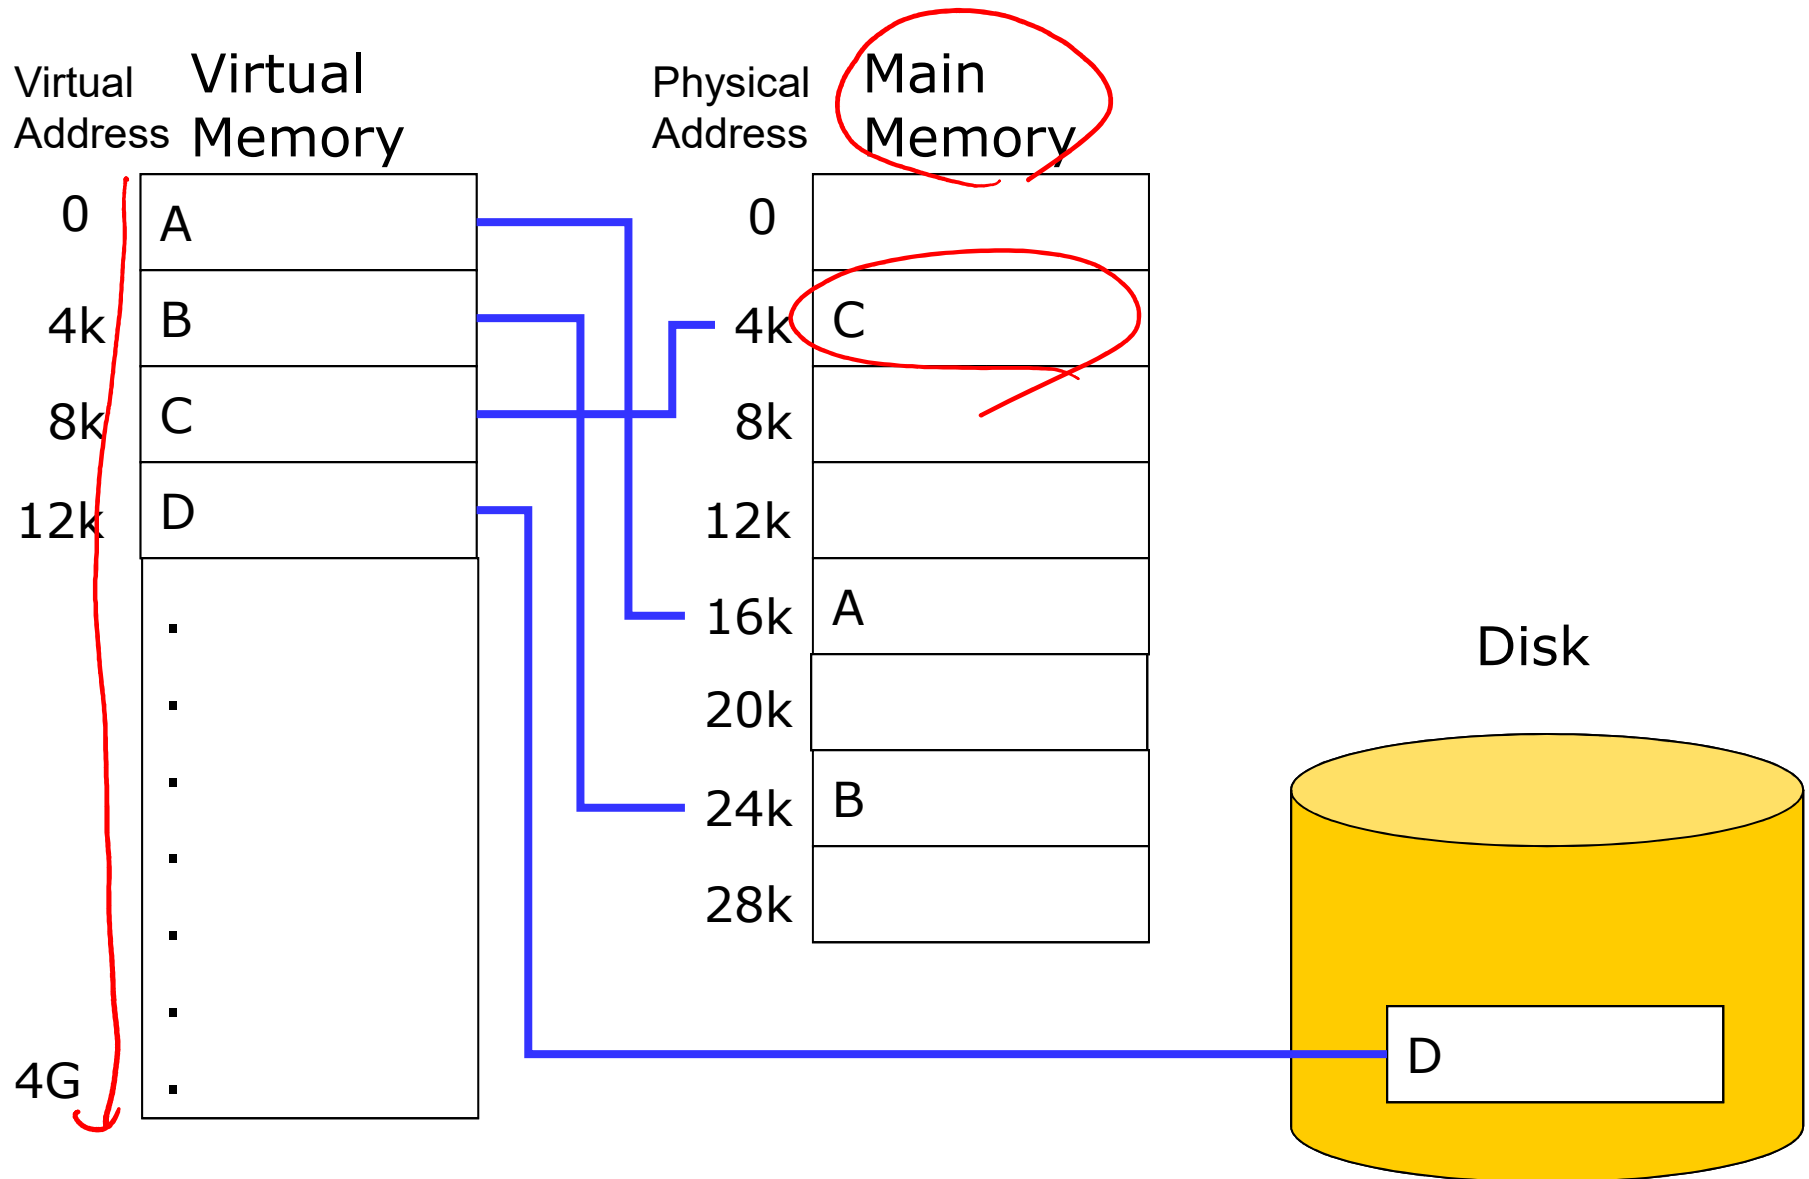 Virtual Address
Virtual Memory
Physical Address
Main Memory
0
A
0
4k
B
4k
C
8k
C
8k
12k
D
12k
16k
A
20k
24k
B
28k
4G
Disk
D